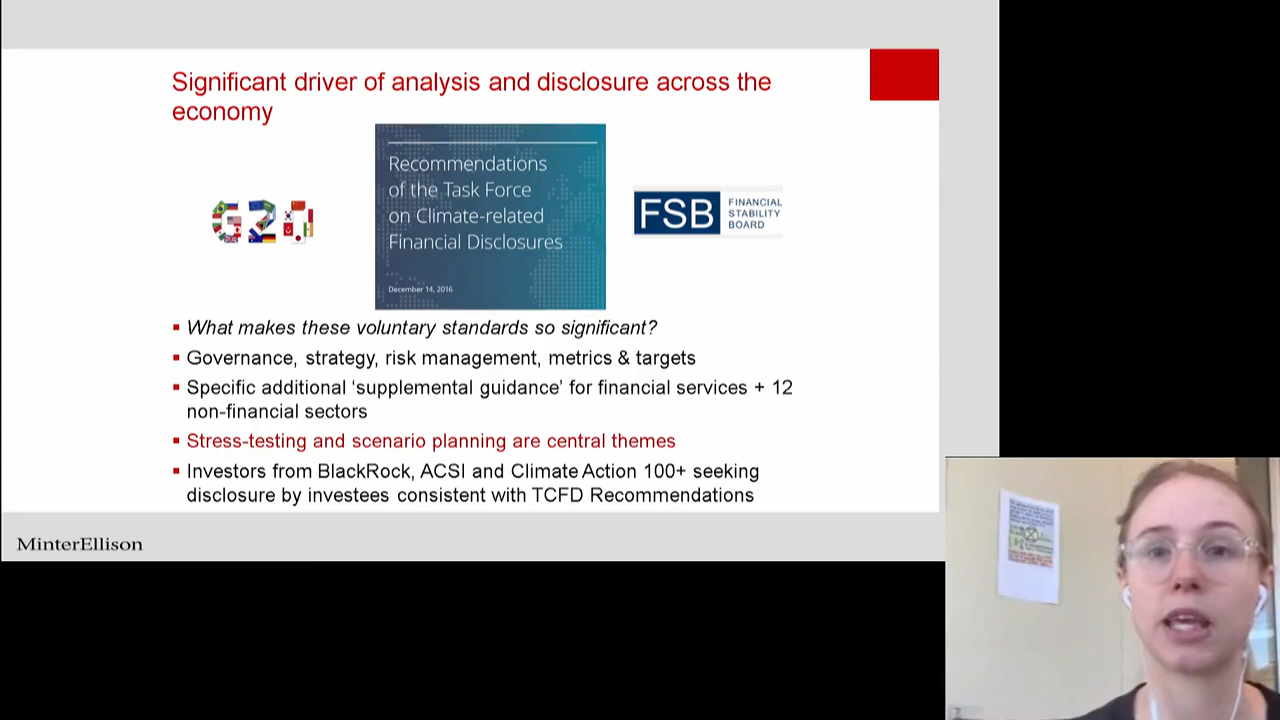 Significant driver of analysis and disclosure across the
economy
G20
Recommendations
of the Task Force
on Climate-related
Financial Disclosures
December 14, 2016
FSB
FINANCIAL
STABILITY
BOARD
▪ What makes these voluntary standards so significant?
▪ Governance, strategy, risk management, metrics & targets
▪ Specific additional ‘supplemental guidance’ for financial services + 12
non-financial sectors
▪ Stress-testing and scenario planning are central themes
▪ Investors from BlackRock, ACSI and Climate Action 100+ seeking
disclosure by investees consistent with TCFD Recommendations
MinterEllison